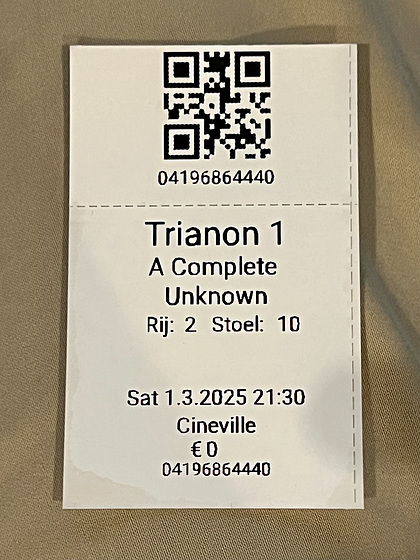 04196864440
Trianon 1
A Complete
Unknown
Rij: 2 Stoel: 10
Sat 1.3.2025 21:30
Cineville
€ 0
04196864440